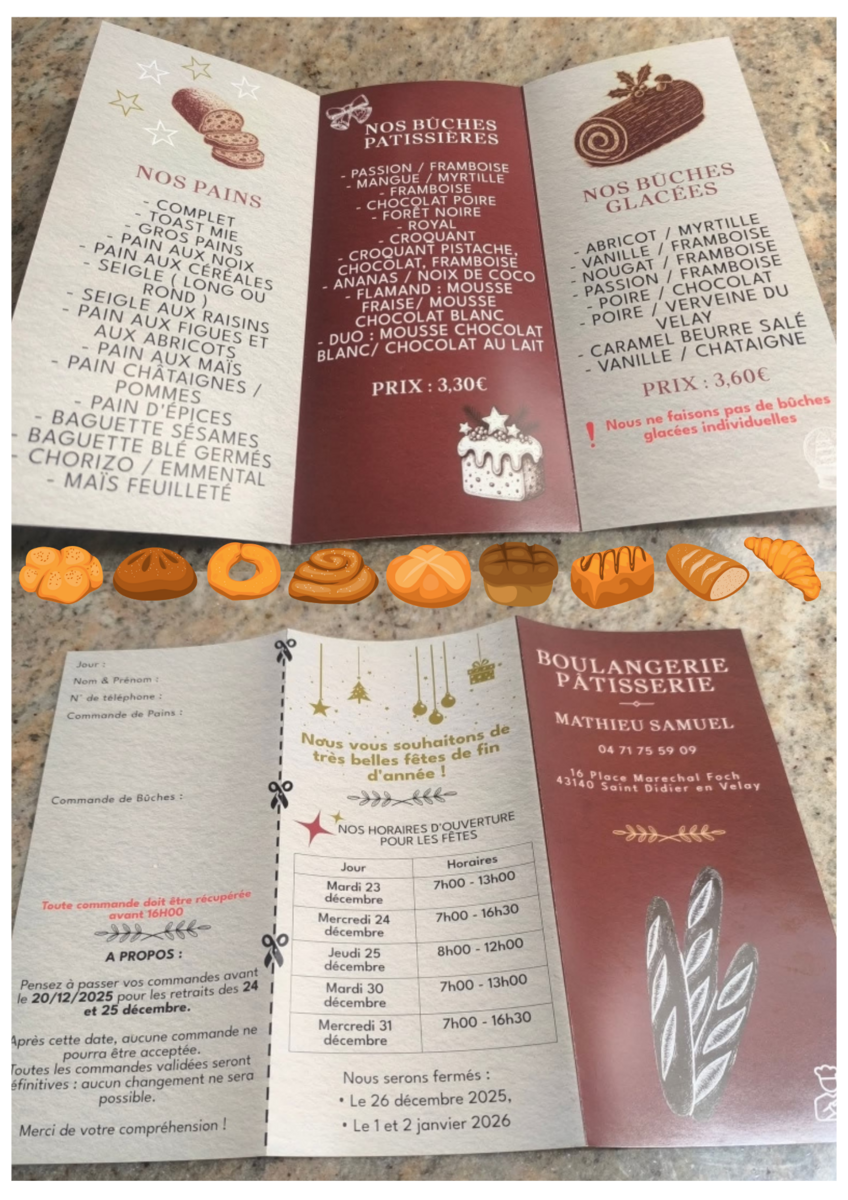 NOS PAINS
- COMPLET
- TOAST MIE
- GROS PAINS
- PAIN AUX NOIX
- PAIN AUX CÉRÉALES
- SEIGLE ( LONG OU
ROND )
- SEIGLE AUX RAISINS
- PAIN AUX FIGUES ET
AUX ABRICOTS
- PAIN AUX MAÏS
- PAIN CHÂTAIGNES /
POMMES
- PAIN D'ÉPICES
- BAGUETTE SÉSAMES
- BAGUETTE BLÉ GERMÉS
- CHORIZO / EMMENTAL
- MAÏS FEUILLETÉ
NOS BÛCHES
PATISSIÈRES
- PASSION / FRAMBOISE
- MANGUE / MYRTILLE
- FRAMBOISE
- CHOCOLAT POIRE
- FORÊT NOIRE
- ROYAL
- CROQUANT
- CROQUANT PISTACHE,
CHOCOLAT, FRAMBOISE
- ANANAS / NOIX DE COCO
- FLAMAND : MOUSSE
FRAISE/ MOUSSE
CHOCOLAT BLANC
- DUO : MOUSSE CHOCOLAT
BLANC/ CHOCOLAT AU LAIT
PRIX : 3,30€
NOS BÛCHES
GLACÉES
- ABRICOT / MYRTILLE
- VANILLE / FRAMBOISE
- NOUGAT / FRAMBOISE
- PASSION / FRAMBOISE
- POIRE / CHOCOLAT
- POIRE / VERVEINE DU
VELAY
- CARAMEL BEURRE SALÉ
- VANILLE / CHATAIGNE
PRIX : 3,60€
! Nous ne faisons pas de bûches
glacées individuelles
Jour :
Nom & Prénom :
N° de téléphone :
Commande de Pains :
Commande de Bûches :
Toute commande doit être récupérée
avant 16H00
A PROPOS :
Pensez à passer vos commandes avant
le 20/12/2025 pour les retraits des 24
et 25 décembre.
Après cette date, aucune commande ne
pourra être acceptée.
Toutes les commandes validées seront
éfinitives : aucun changement ne sera
possible.
Merci de votre compréhension !
Nous vous souhaitons de
très belles fêtes de fin
d'année !
NOS HORAIRES D'OUVERTURE
POUR LES FÊTES
Jour Horaires
Mardi 23
décembre 7h00 - 13h00
Mercredi 24
décembre 7h00 - 16h30
Jeudi 25
décembre 8h00 - 12h00
Mardi 30
décembre 7h00 - 13h00
Mercredi 31
décembre 7h00 - 16h30
Nous serons fermés :
• Le 26 décembre 2025,
• Le 1 et 2 janvier 2026
BOULANGERIE
PÂTISSERIE
MATHIEU SAMUEL
04 71 75 59 09
16 Place Marechal Foch
43140 Saint Didier en Velay